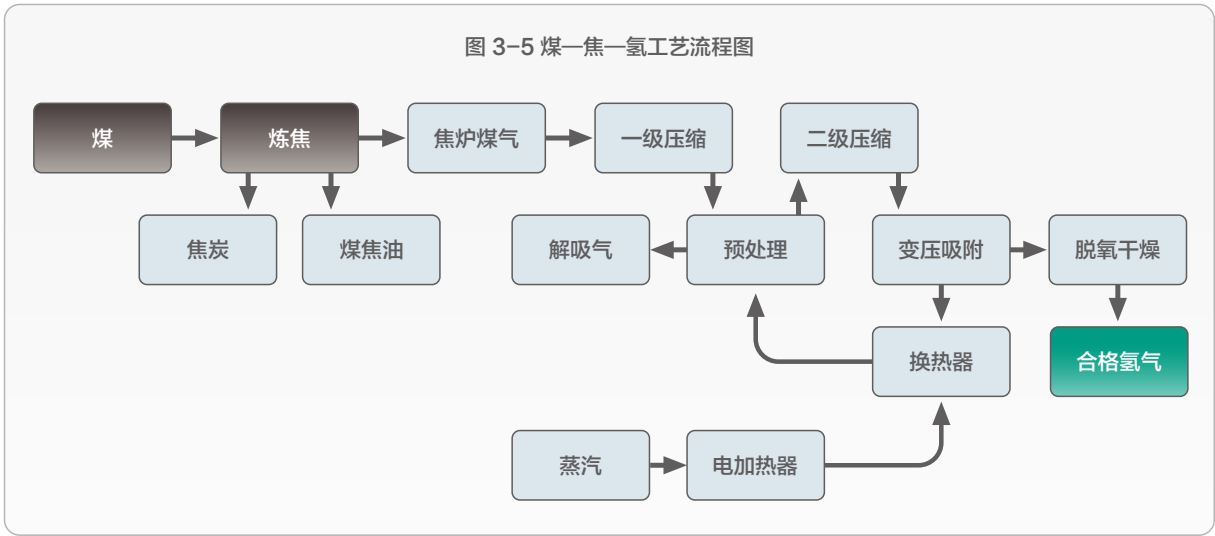 图 3-5 煤—焦—氢工艺流程图
煤
炼焦
焦炉煤气
一级压缩
二级压缩
焦炭
煤焦油
解吸气
预处理
变压吸附
脱氧干燥
换热器
合格氢气
蒸汽
电加热器